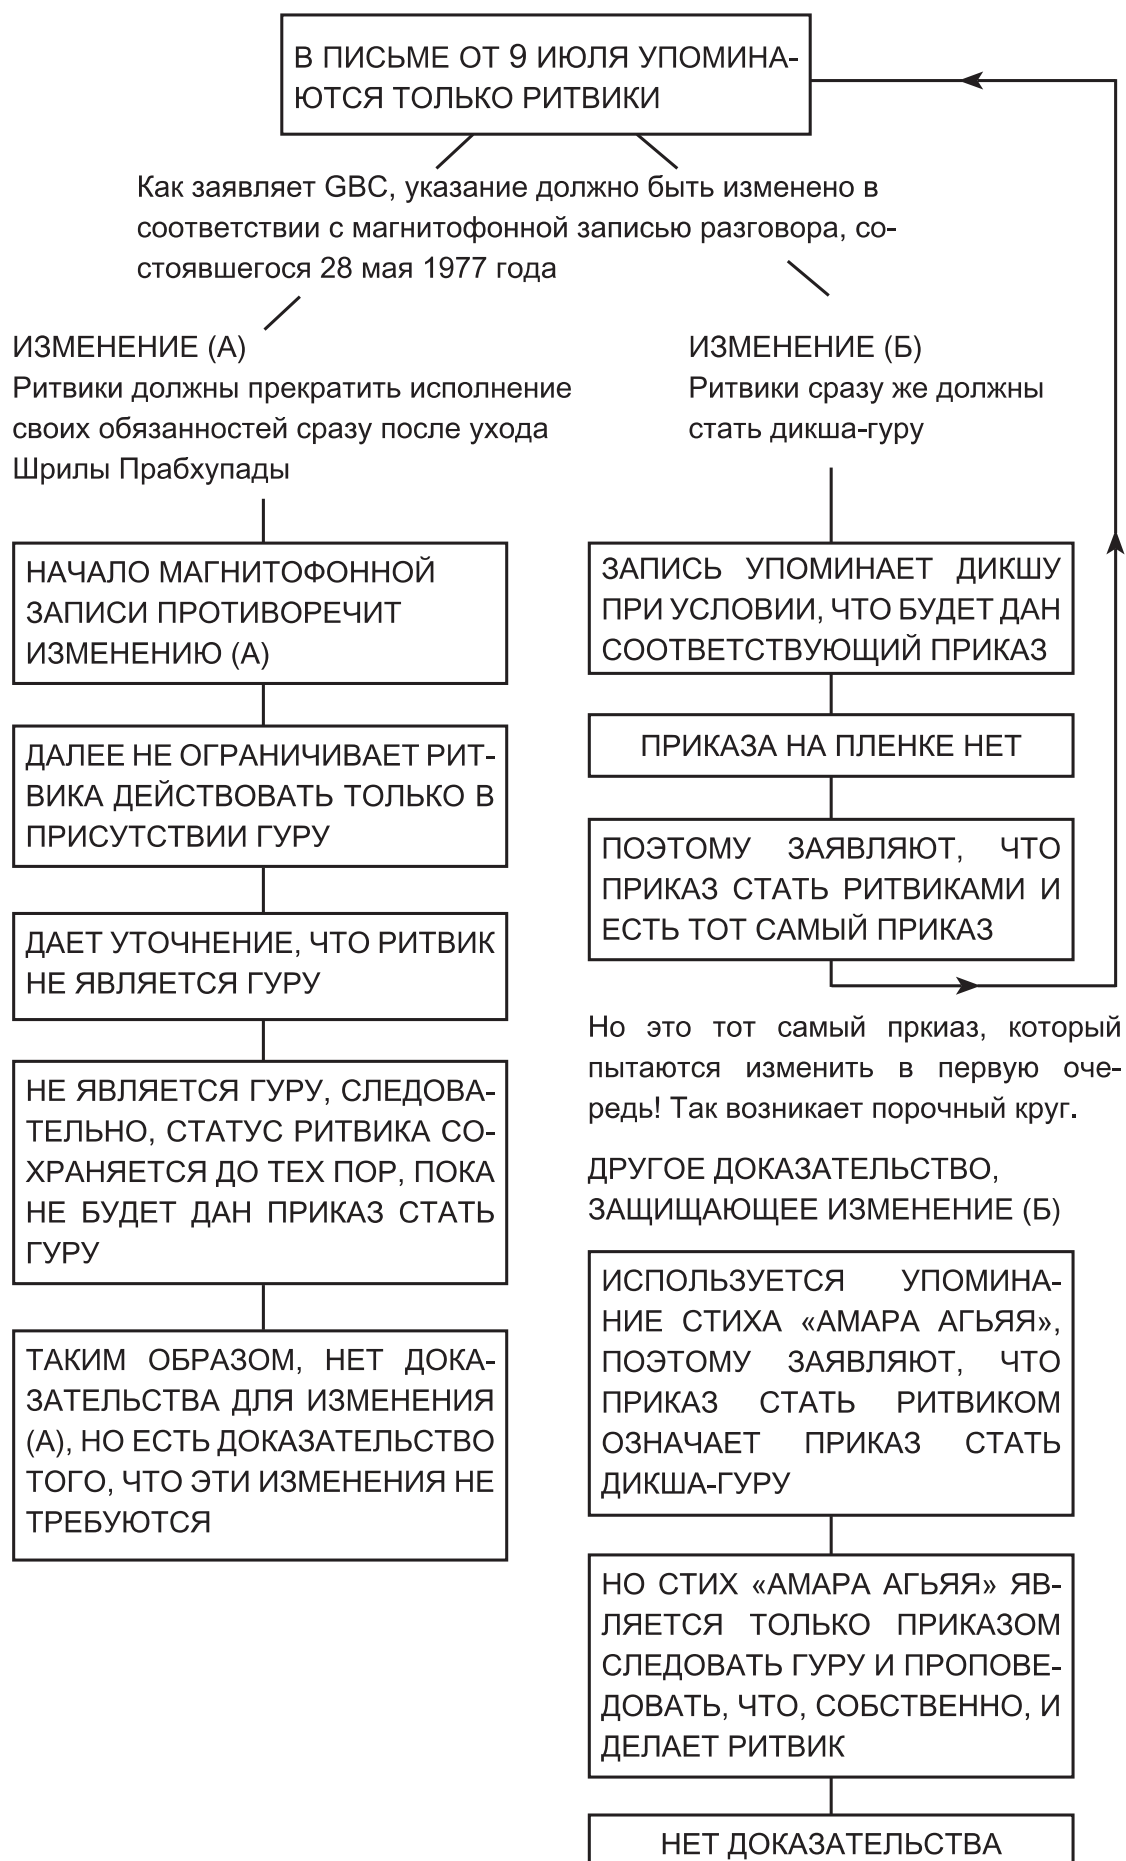 В ПИСЬМЕ ОТ 9 ИЮЛЯ УПОМИНА-
ЮТСЯ ТОЛЬКО РИТВИКИ
Как заявляет GBC, указание должно быть изменено в
соответствии с магнитофонной записью разговора, со-
стоявшегося 28 мая 1977 года
ИЗМЕНЕНИЕ (А)
Ритвики должны прекратить исполнение
своих обязанностей сразу после ухода
Шрилы Прабхупады
НАЧАЛО МАГНИТОФОННОЙ
ЗАПИСИ ПРОТИВОРЕЧИТ
ИЗМЕНЕНИЮ (А)
ДАЛЕЕ НЕ ОГРАНИЧИВАЕТ РИТ-
ВИКА ДЕЙСТВОВАТЬ ТОЛЬКО В
ПРИСУТСТВИИ ГУРУ
ДАЕТ УТОЧНЕНИЕ, ЧТО РИТВИК
НЕ ЯВЛЯЕТСЯ ГУРУ
НЕ ЯВЛЯЕТСЯ ГУРУ, СЛЕДОВА-
ТЕЛЬНО, СТАТУС РИТВИКА СО-
ХРАНЯЕТСЯ ДО ТЕХ ПОР, ПОКА
НЕ БУДЕТ ДАН ПРИКАЗ СТАТЬ
ГУРУ
ТАКИМ ОБРАЗОМ, НЕТ ДОКА-
ЗАТЕЛЬСТВА ДЛЯ ИЗМЕНЕНИЯ
(А), НО ЕСТЬ ДОКАЗАТЕЛЬСТВО
ТОГО, ЧТО ЭТИ ИЗМЕНЕНИЯ НЕ
ТРЕБУЮТСЯ
ИЗМЕНЕНИЕ (Б)
Ритвики сразу же должны
стать дикша-гуру
ЗАПИСЬ УПОМИНАЕТ ДИКШУ
ПРИ УСЛОВИИ, ЧТО БУДЕТ ДАН
СООТВЕТСТВУЮЩИЙ ПРИКАЗ
ПРИКАЗА НА ПЛЕНКЕ НЕТ
ПОЭТОМУ ЗАЯВЛЯЮТ, ЧТО
ПРИКАЗ СТАТЬ РИТВИКАМИ И
ЕСТЬ ТОТ САМЫЙ ПРИКАЗ
Но это тот самый пркиаз, который
пытаются изменить в первую оче-
редь! Так возникает порочный круг.
ДРУГОЕ ДОКАЗАТЕЛЬСТВО,
ЗАЩИЩАЮЩЕЕ ИЗМЕНЕНИЕ (Б)
ИСПОЛЬЗУЕТСЯ УПОМИНА-
НИЕ СТИХА «АМАРА АГЬЯЯ»,
ПОЭТОМУ ЗАЯВЛЯЮТ, ЧТО
ПРИКАЗ СТАТЬ РИТВИКОМ
ОЗНАЧАЕТ ПРИКАЗ СТАТЬ
ДИКША-ГУРУ
НО СТИХ «АМАРА АГЬЯЯ» ЯВ-
ЛЯЕТСЯ ТОЛЬКО ПРИКАЗОМ
СЛЕДОВАТЬ ГУРУ И ПРОПОВЕ-
ДОВАТЬ, ЧТО, СОБСТВЕННО, И
ДЕЛАЕТ РИТВИК
НЕТ ДОКАЗАТЕЛЬСТВА